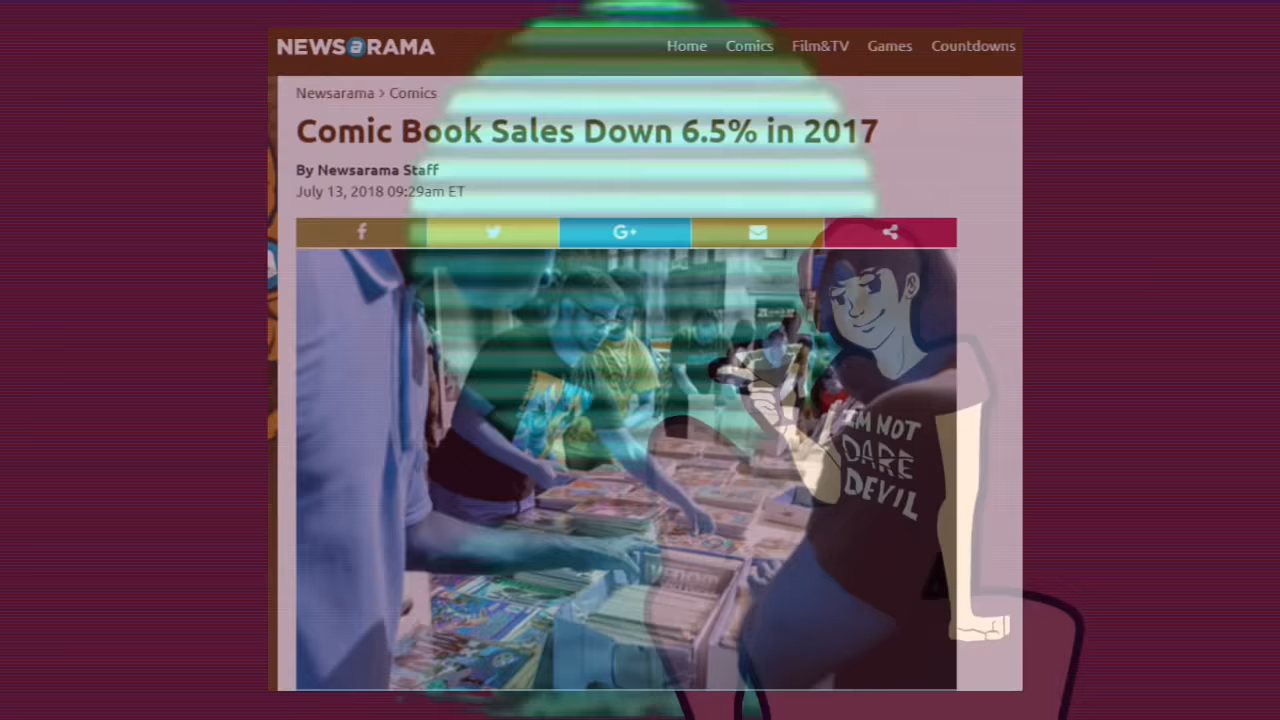 NEWSaRAMA
Home Comics Film&TV Games Countdowns
Newsarama > Comics
Comic Book Sales Down 6.5% in 2017
By Newsarama Staff
July 13, 2018 09:29am ET
G+
I'M NOT
DARE
DEVIL